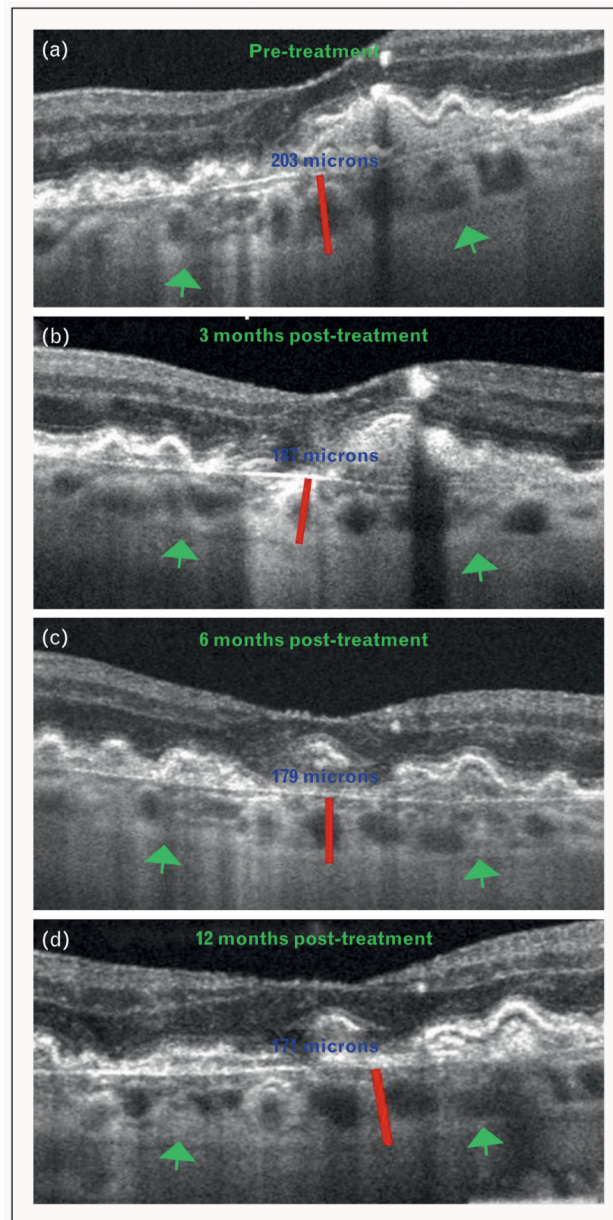 (a)
Pre-treatment
203 microns
(b)
3 months post-treatment
187 microns
(c)
6 months post-treatment
179 microns
(d)
12 months post-treatment
171 microns